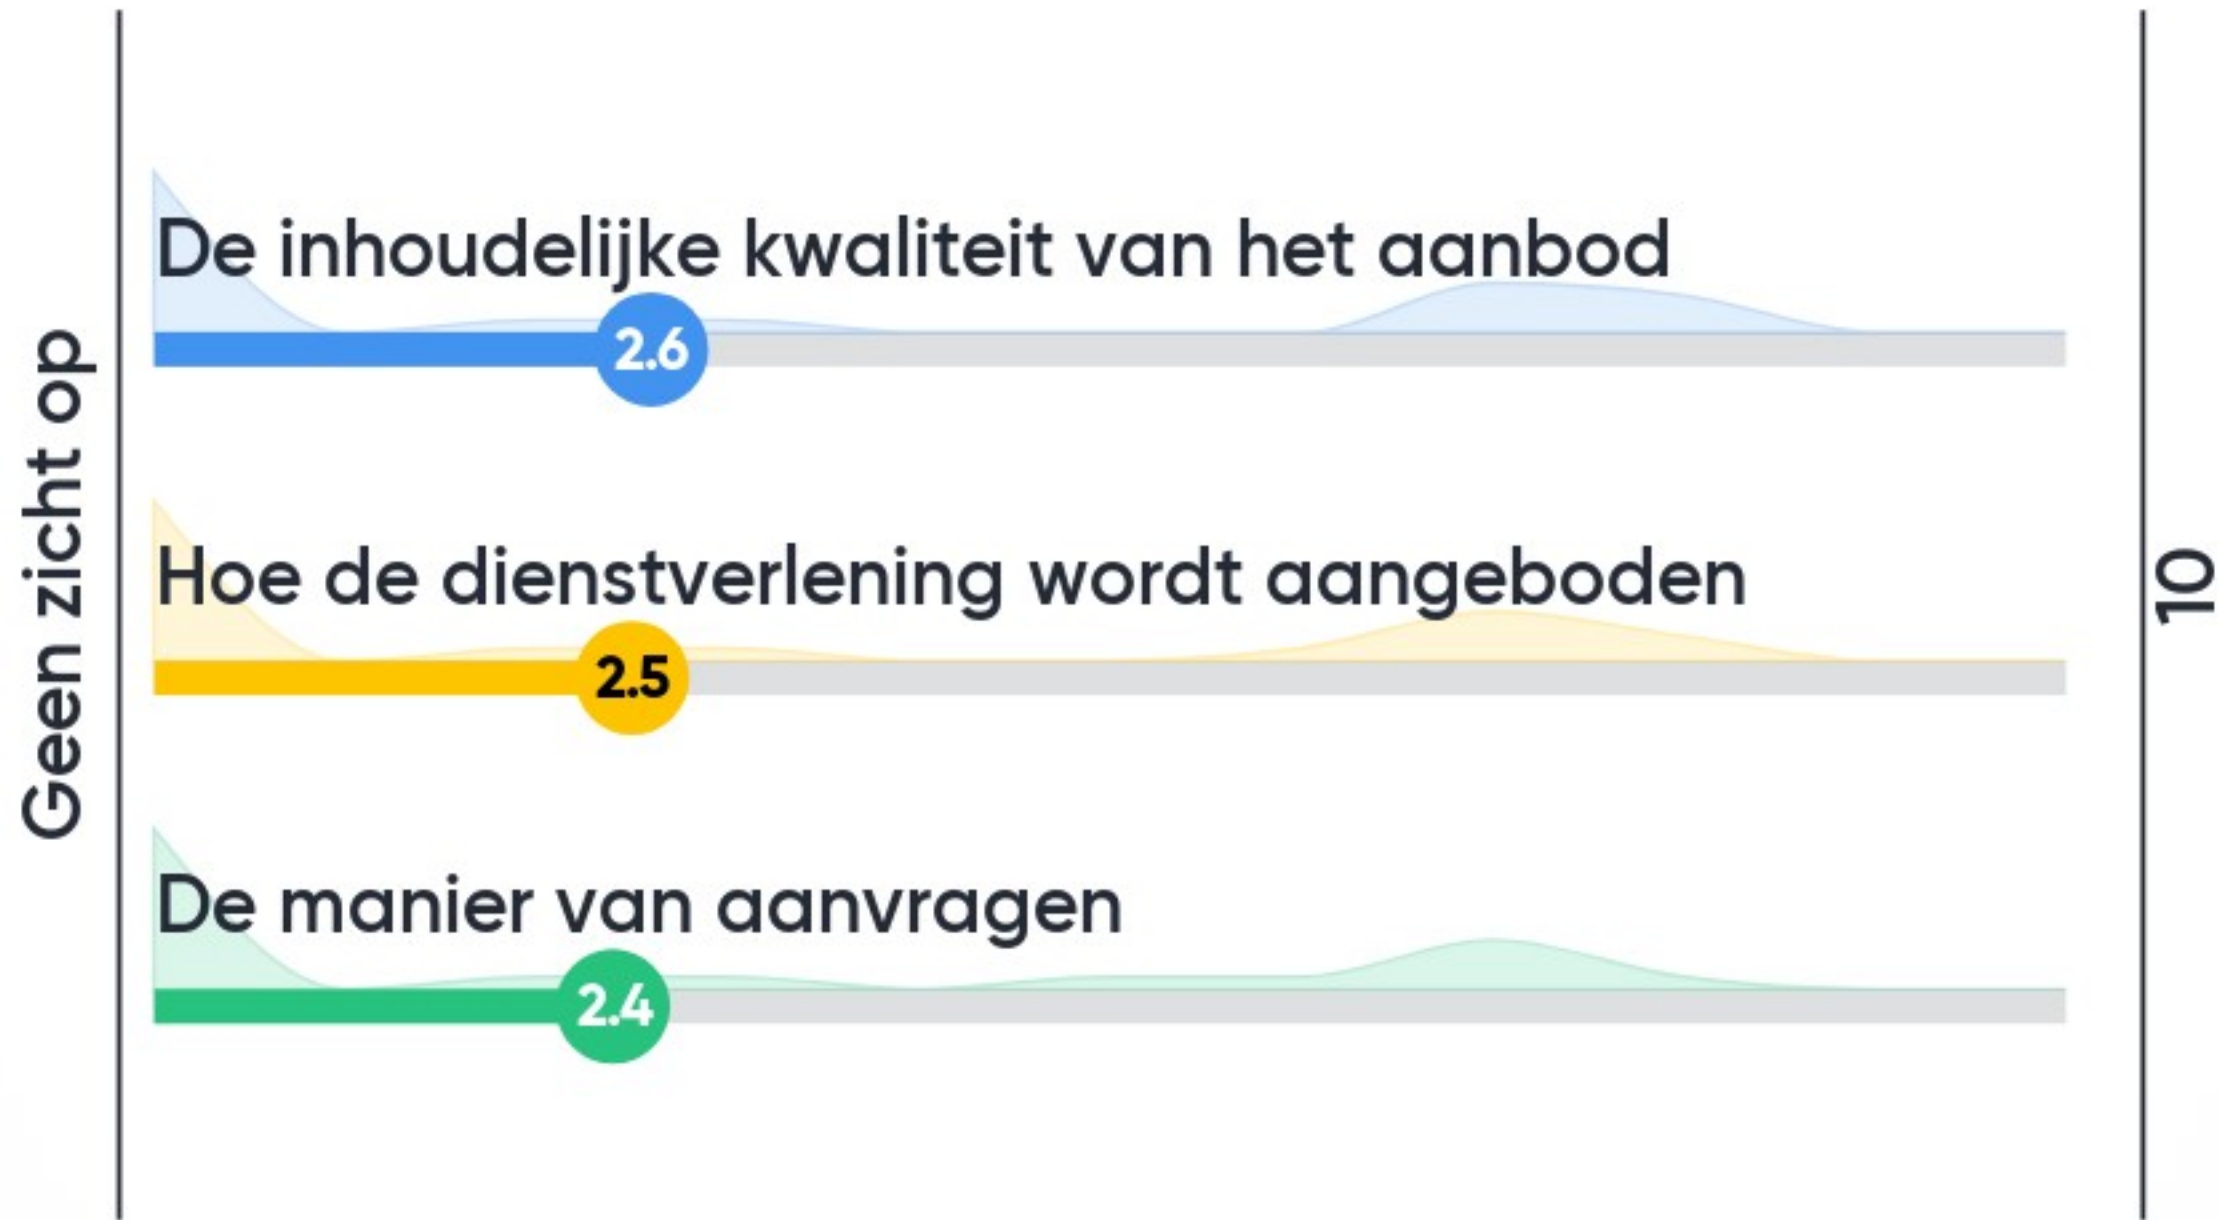 Geen zicht op
De inhoudelijke kwaliteit van het aanbod
2.6
Hoe de dienstverlening wordt aangeboden
2.5
De manier van aanvragen
2.4
10